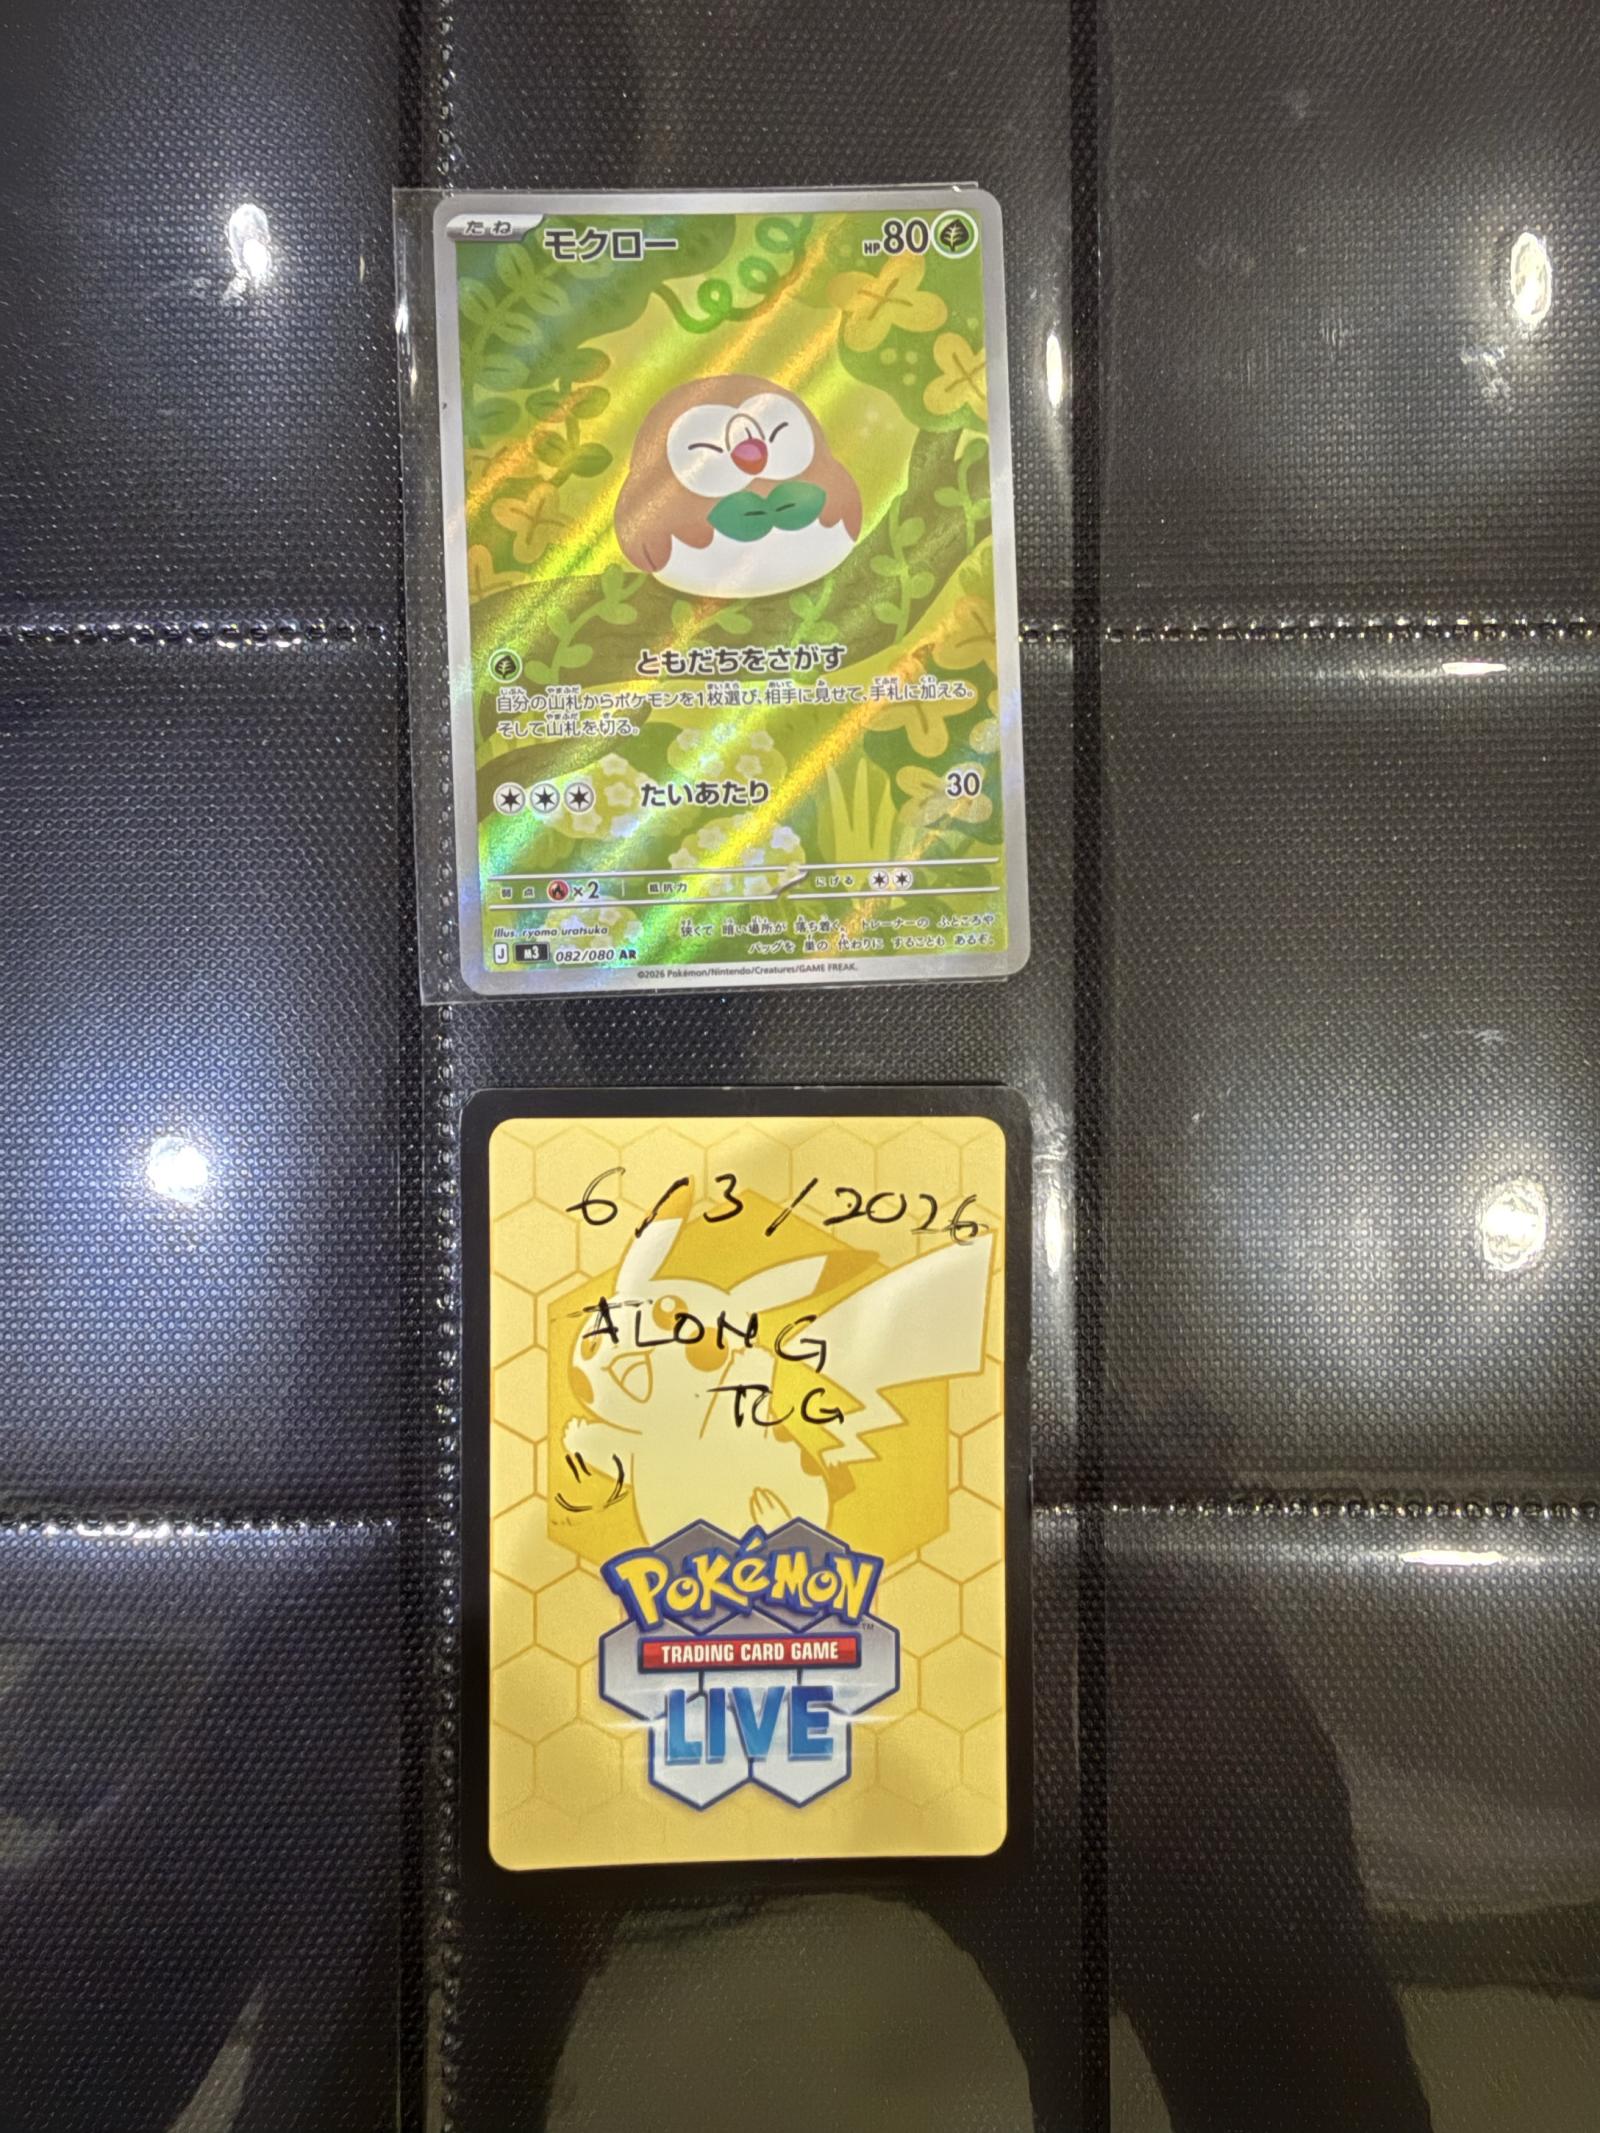 たね モクロー HP80
ともだちをさがす
自分の山札からポケモンを1枚選び、相手に見せて、手札に加える。
そして山札を切る。
たいあたり 30
弱点 ×2 抵抗力 にげる
Illus. ryoma uratsuka
狭くて 暗い場所が 落ち着く。トレーナーの ふところや
バッグを 巣の 代わりに することも あるぞ。
J M3 082/080 AR
©2026 Pokémon/Nintendo/Creatures/GAME FREAK.
6/3/2026
ALONG
TCG
POKéMON
TM
TRADING CARD GAME
LIVE